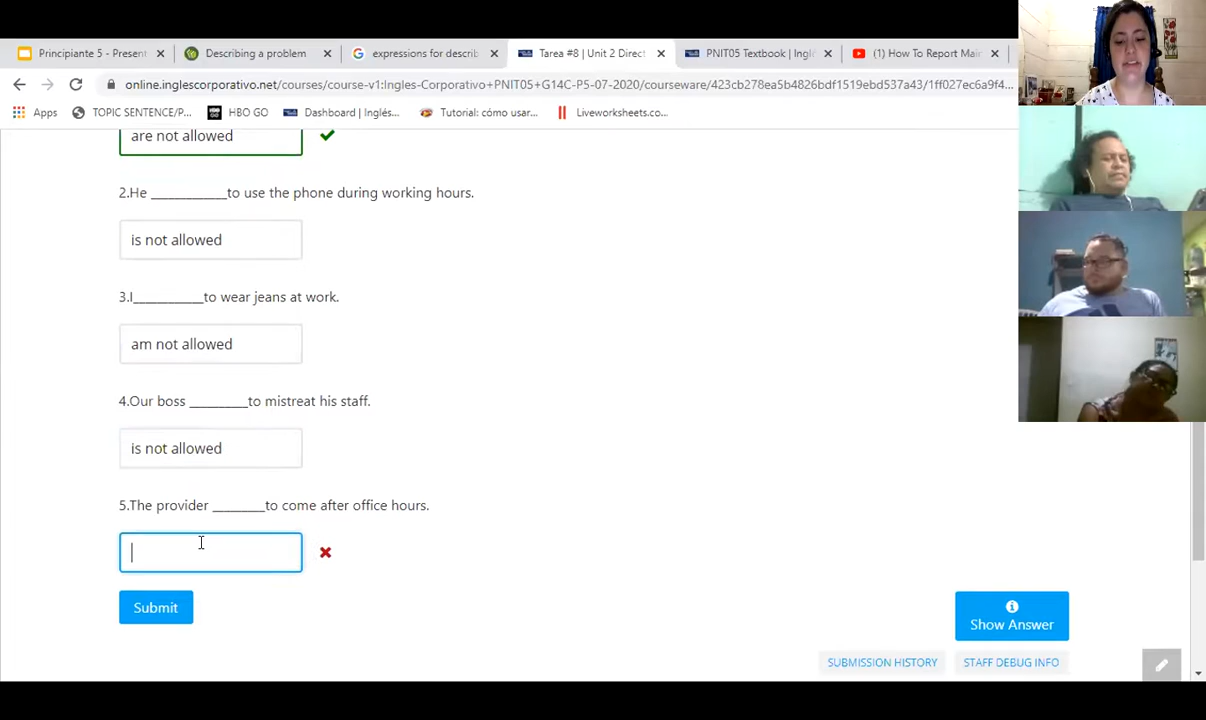 Principiante 5 - Present
Describing a problem
expressions for describ
Tarea #8 | Unit 2 Direct
PNIT05 Textbook | Inglé
(1) How To Report Mair
online.inglescorporativo.net/courses/course-v1:Ingles-Corporativo+PNIT05+G14C-P5-07-2020/courseware/423cb278ea5b4826bdf1519ebd537a43/1ff027ec6a9f4...
Apps
TOPIC SENTENCE/P...
HBO GO
Dashboard | Inglés...
Tutorial: cómo usar...
Liveworksheets.co...
are not allowed
2.He ____________to use the phone during working hours.
is not allowed
3.I___________to wear jeans at work.
am not allowed
4.Our boss _________to mistreat his staff.
is not allowed
5.The provider ________to come after office hours.
Submit
Show Answer
SUBMISSION HISTORY
STAFF DEBUG INFO